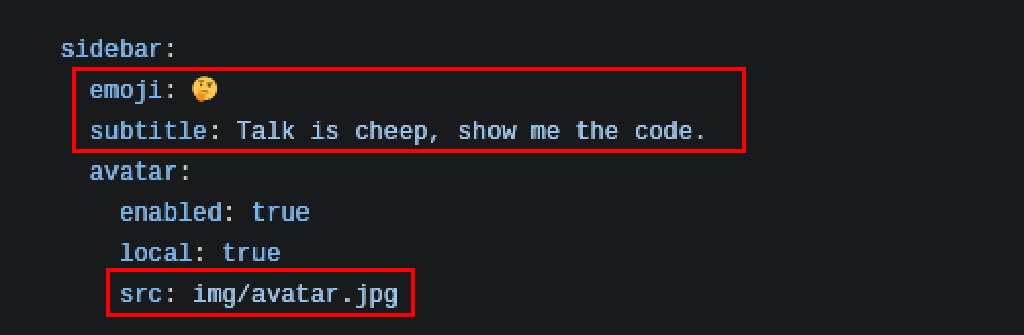 sidebar:
emoji: 🤔
subtitle: Talk is cheep, show me the code.
avatar:
enabled: true
local: true
src: img/avatar.jpg